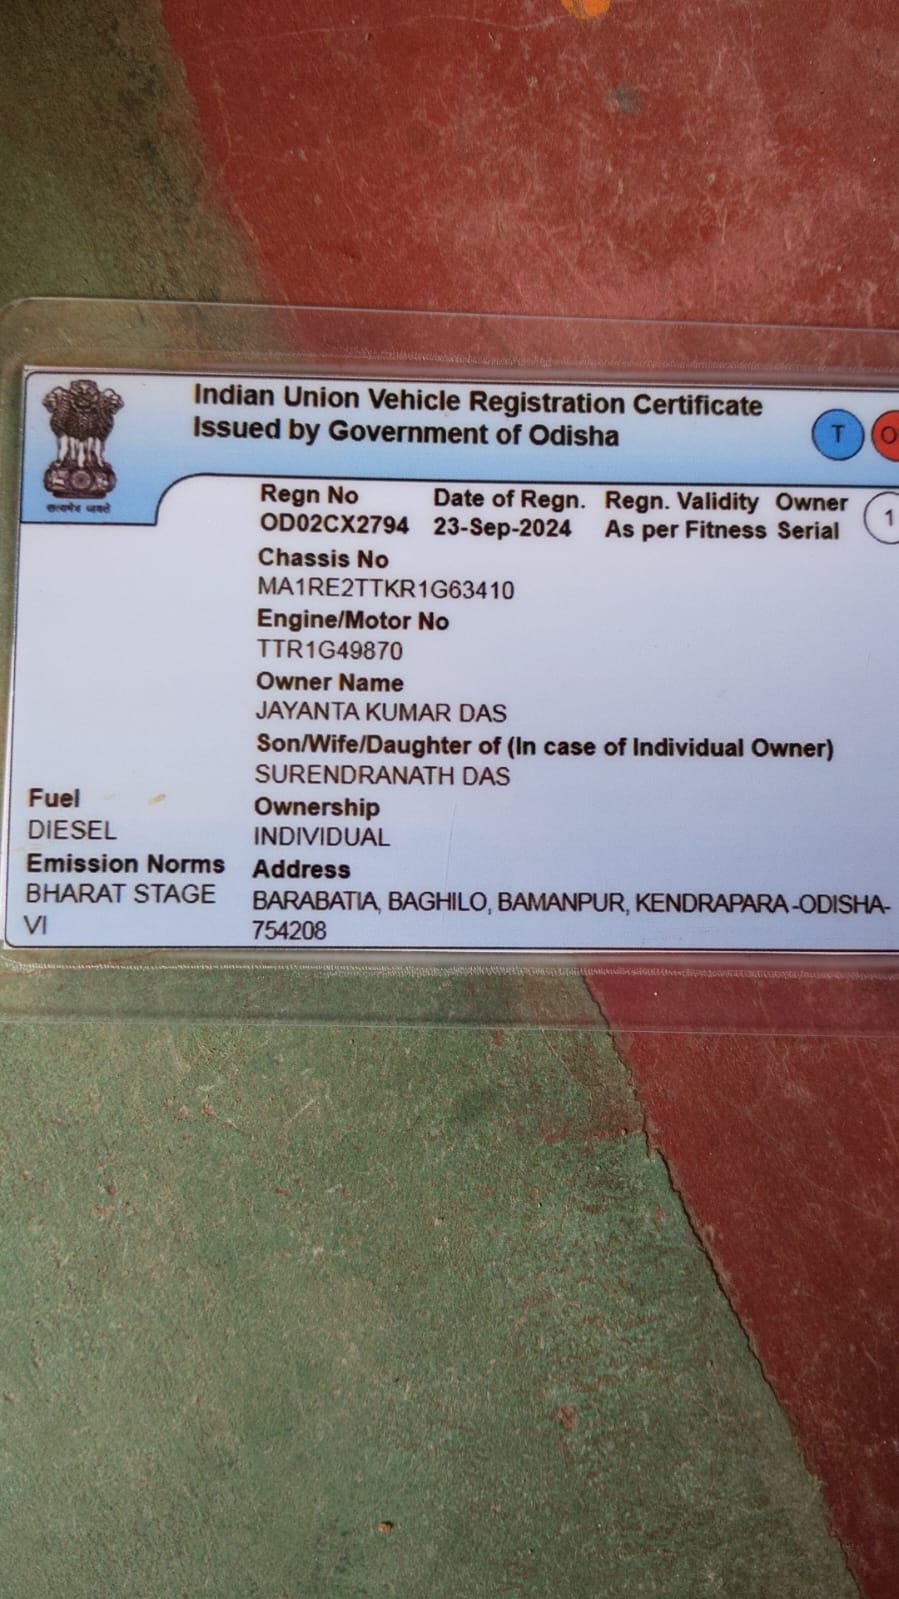 Indian Union Vehicle Registration Certificate
Issued by Government of Odisha
T O
सत्यमेव जयते
Regn No Date of Regn. Regn. Validity Owner
OD02CX2794 23-Sep-2024 As per Fitness Serial 1
Chassis No
MA1RE2TTKR1G63410
Engine/Motor No
TTR1G49870
Owner Name
JAYANTA KUMAR DAS
Son/Wife/Daughter of (In case of Individual Owner)
SURENDRANATH DAS
Fuel Ownership
DIESEL INDIVIDUAL
Emission Norms Address
BHARAT STAGE BARABATIA, BAGHILO, BAMANPUR, KENDRAPARA-ODISHA-
VI 754208